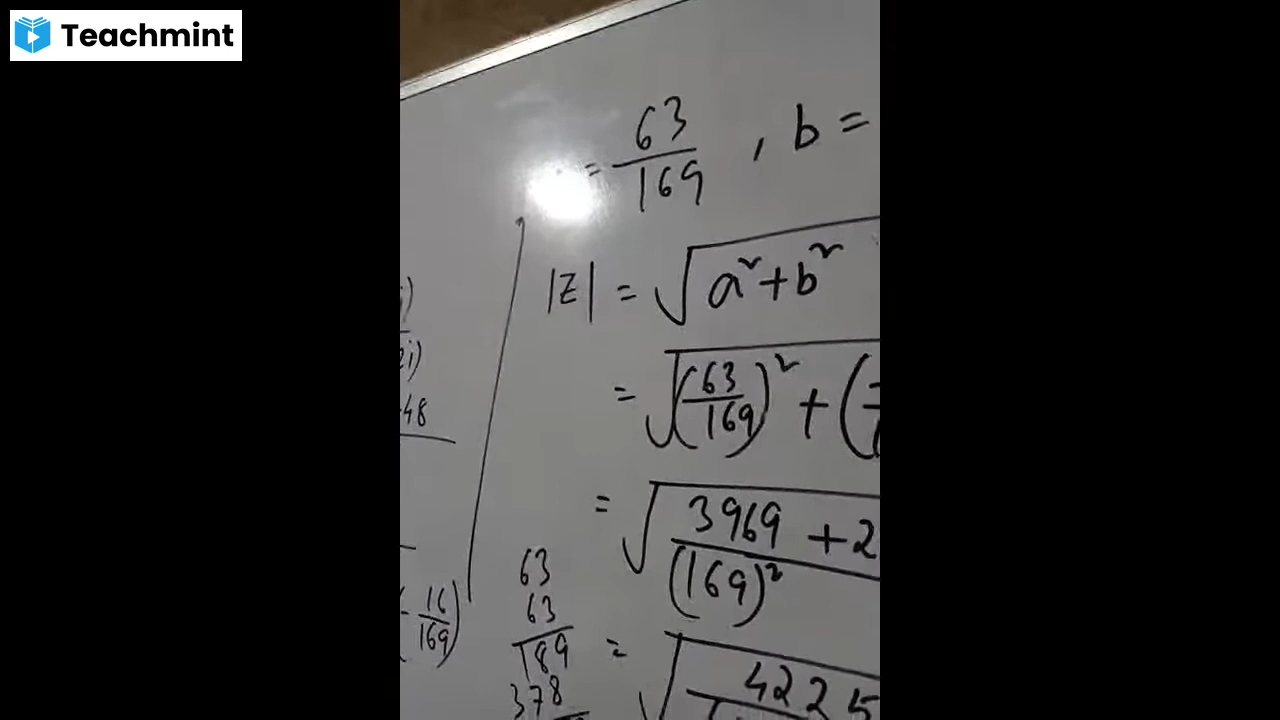 Teachmint
= 63/169 , b =
|Z| = √a²+b²
= √(63/169)² + (
= √3969 + 2
(169)²
= √4225
63
63
189
378
i)
2i)
48
16/169)